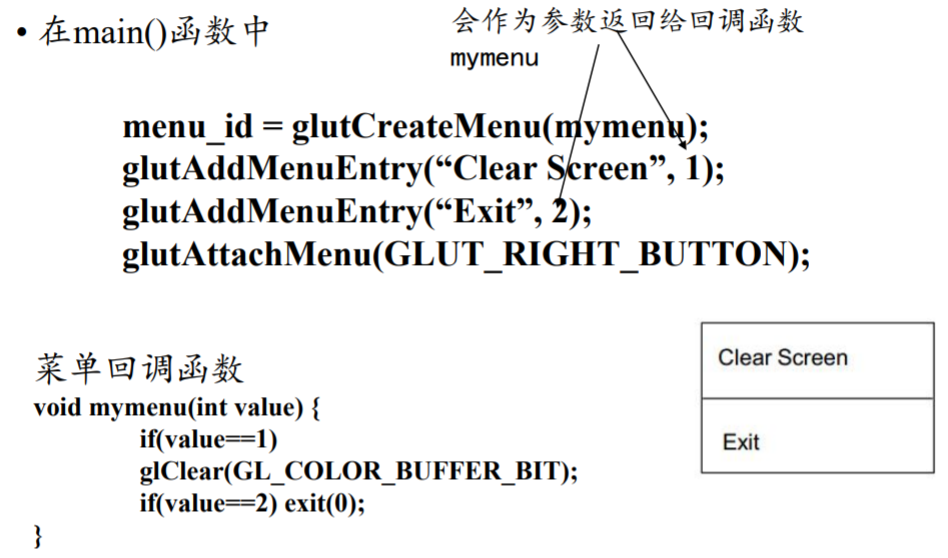 • 在main()函数中
会作为参数返回给回调函数
mymenu
menu_id = glutCreateMenu(mymenu);
glutAddMenuEntry(“Clear Screen”, 1);
glutAddMenuEntry(“Exit”, 2);
glutAttachMenu(GLUT_RIGHT_BUTTON);
菜单回调函数
void mymenu(int value) {
if(value==1)
glClear(GL_COLOR_BUFFER_BIT);
if(value==2) exit(0);
}
Clear Screen
Exit